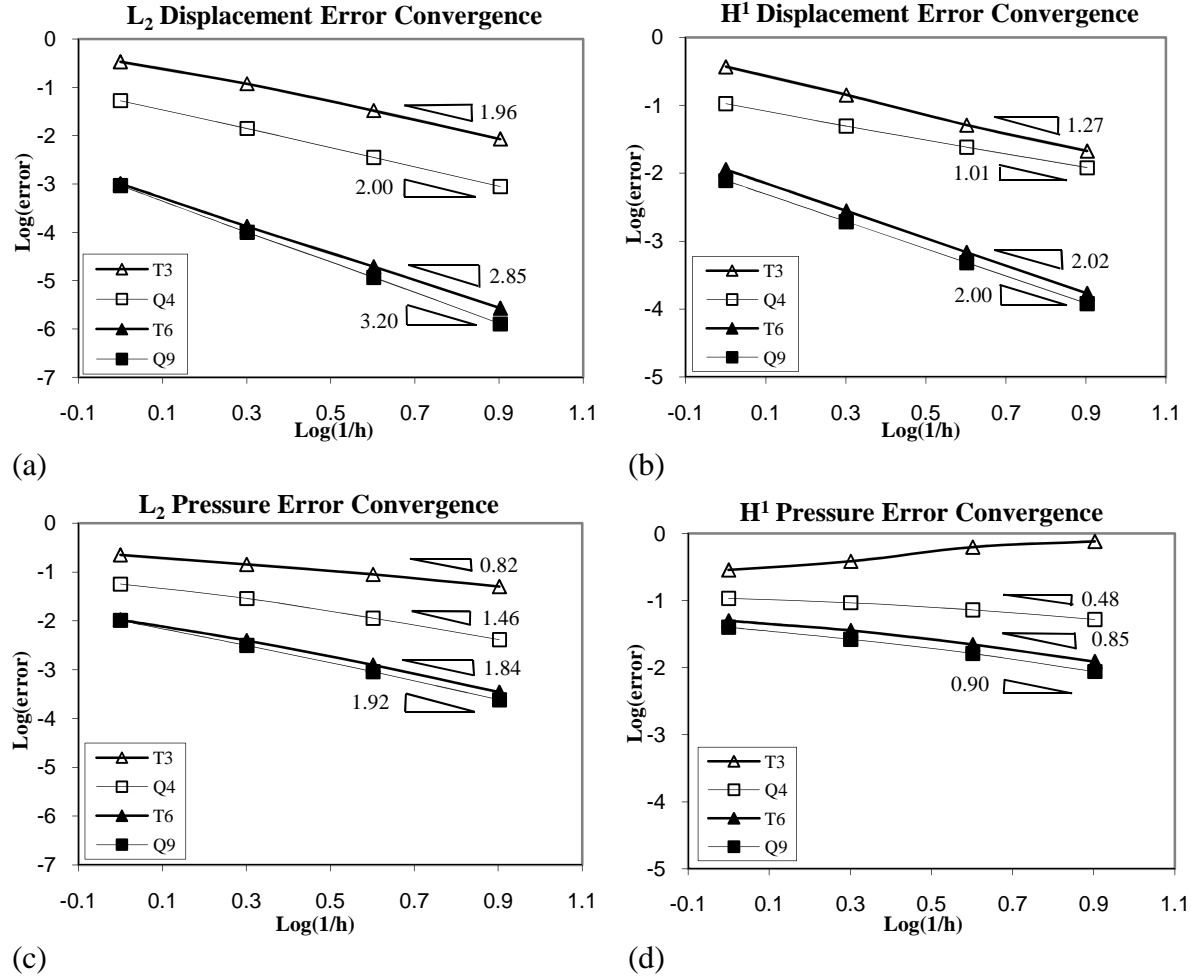 L2 Displacement Error Convergence
0
-1
-2
-3
-4
-5
-6
-7
Log(error)
1.96
2.00
2.85
3.20
T3
Q4
T6
Q9
-0.1 0.1 0.3 0.5 0.7 0.9 1.1
Log(1/h)
(a)
H1 Displacement Error Convergence
0
-1
-2
-3
-4
-5
Log(error)
1.27
1.01
2.02
2.00
T3
Q4
T6
Q9
-0.1 0.1 0.3 0.5 0.7 0.9 1.1
Log(1/h)
(b)
L2 Pressure Error Convergence
0
-1
-2
-3
-4
-5
-6
-7
Log(error)
0.82
1.46
1.84
1.92
T3
Q4
T6
Q9
-0.1 0.1 0.3 0.5 0.7 0.9 1.1
Log(1/h)
(c)
H1 Pressure Error Convergence
0
-1
-2
-3
-4
-5
Log(error)
0.48
0.85
0.90
T3
Q4
T6
Q9
-0.1 0.1 0.3 0.5 0.7 0.9 1.1
Log(1/h)
(d)